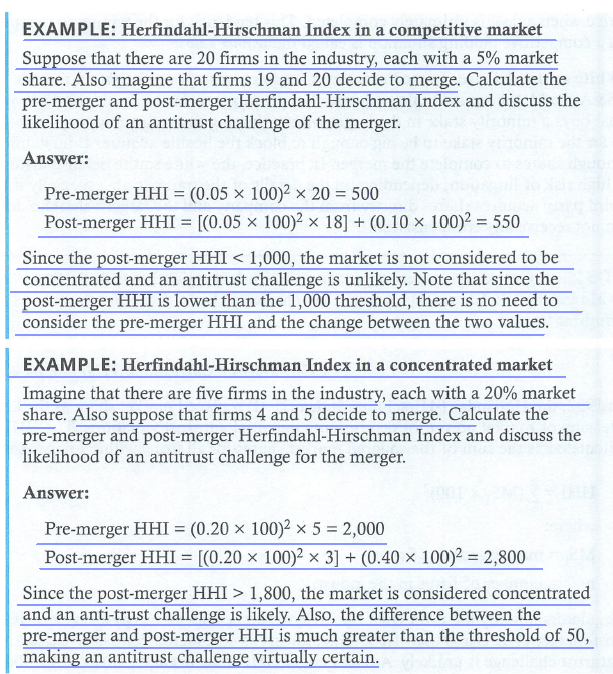 EXAMPLE: Herfindahl-Hirschman Index in a competitive market
Suppose that there are 20 firms in the industry, each with a 5% market
share. Also imagine that firms 19 and 20 decide to merge. Calculate the
pre-merger and post-merger Herfindahl-Hirschman Index and discuss the
likelihood of an antitrust challenge of the merger.
Answer:
Pre-merger HHI = (0.05 × 100)² × 20 = 500
Post-merger HHI = [(0.05 × 100)² × 18] + (0.10 × 100)² = 550
Since the post-merger HHI < 1,000, the market is not considered to be
concentrated and an antitrust challenge is unlikely. Note that since the
post-merger HHI is lower than the 1,000 threshold, there is no need to
consider the pre-merger HHI and the change between the two values.
EXAMPLE: Herfindahl-Hirschman Index in a concentrated market
Imagine that there are five firms in the industry, each with a 20% market
share. Also suppose that firms 4 and 5 decide to merge. Calculate the
pre-merger and post-merger Herfindahl-Hirschman Index and discuss the
likelihood of an antitrust challenge for the merger.
Answer:
Pre-merger HHI = (0.20 × 100)² × 5 = 2,000
Post-merger HHI = [(0.20 × 100)² × 3] + (0.40 × 100)² = 2,800
Since the post-merger HHI > 1,800, the market is considered concentrated
and an anti-trust challenge is likely. Also, the difference between the
pre-merger and post-merger HHI is much greater than the threshold of 50,
making an antitrust challenge virtually certain.